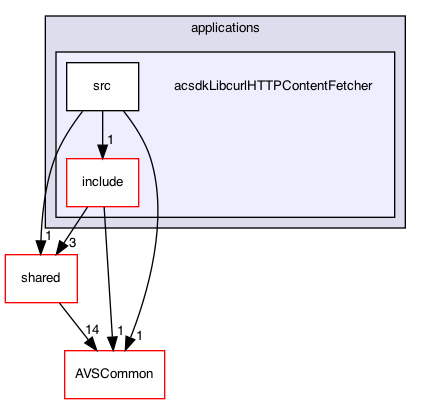 applications
src
acsdkLibcurlHTTPContentFetcher
1
include
1
3
shared
1
1
14
AVSCommon